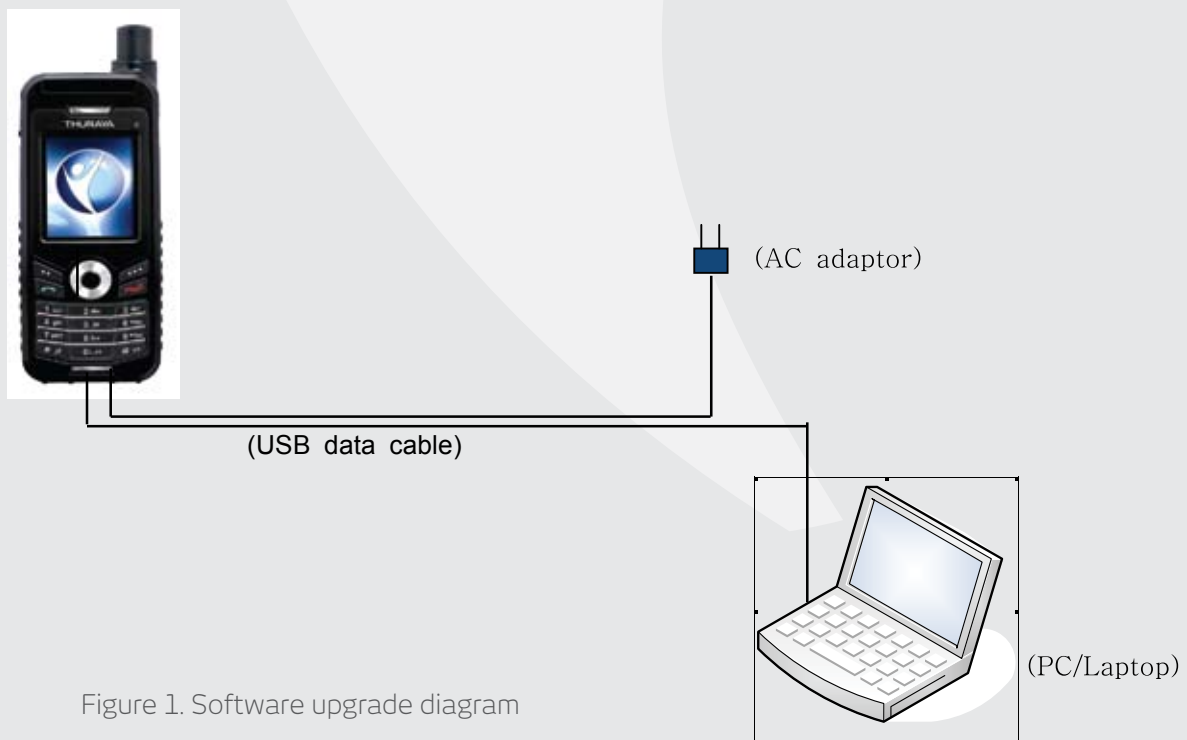 THURAYA
(AC adaptor)
(USB data cable)
(PC/Laptop)
Figure 1. Software upgrade diagram